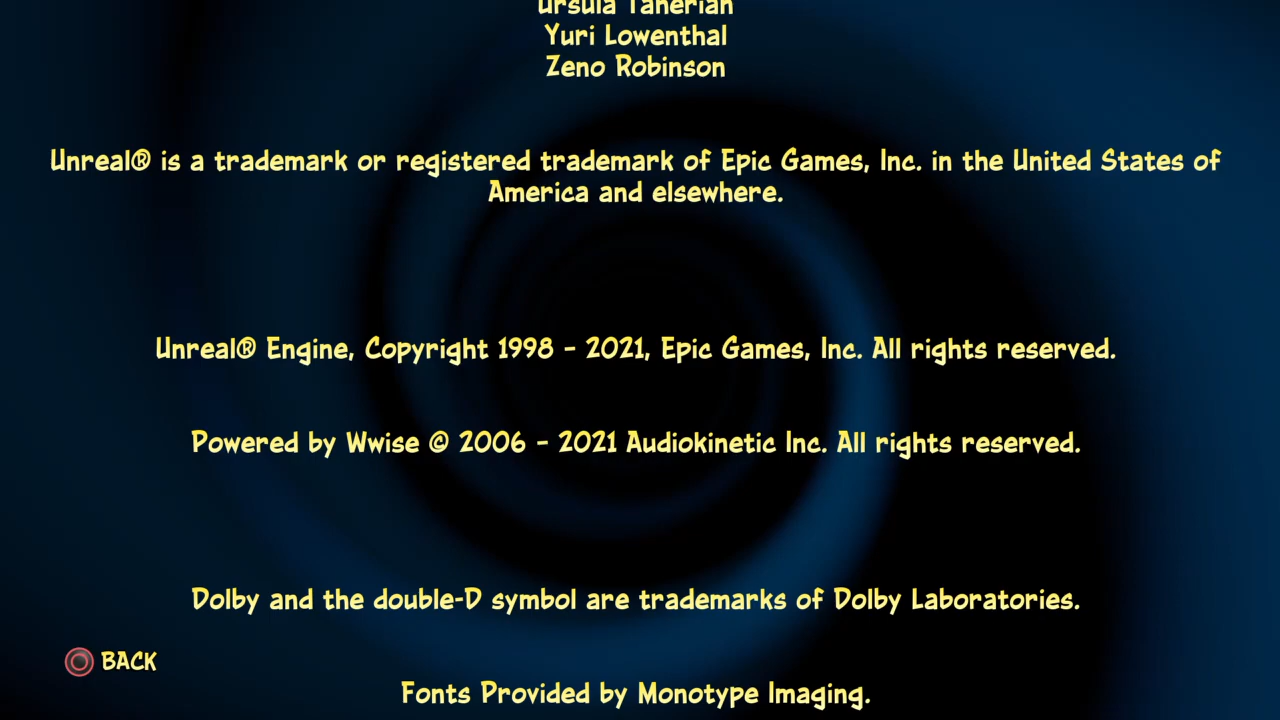 Ursula Taherian
Yuri Lowenthal
Zeno Robinson
Unreal® is a trademark or registered trademark of Epic Games, Inc. in the United States of
America and elsewhere.
Unreal® Engine, Copyright 1998 - 2021, Epic Games, Inc. All rights reserved.
Powered by Wwise © 2006 - 2021 Audiokinetic Inc. All rights reserved.
Dolby and the double-D symbol are trademarks of Dolby Laboratories.
BACK
Fonts Provided by Monotype Imaging.